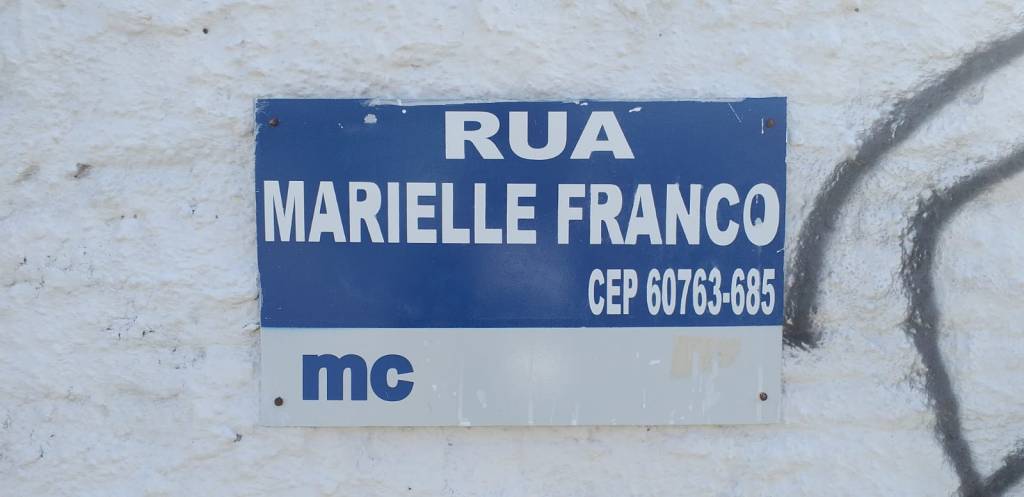 RUA
MARIELLE FRANCO
CEP 60763-685
mc